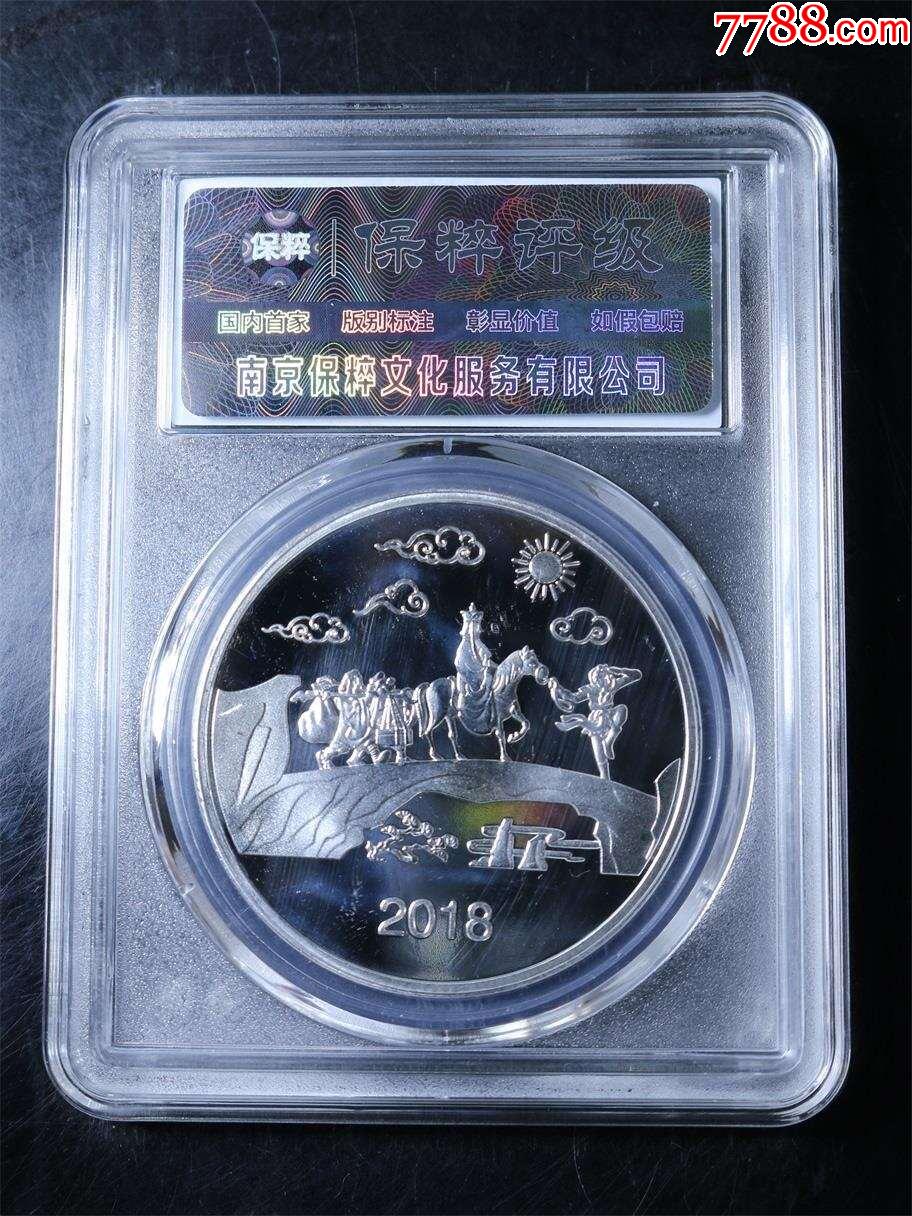 7788.com
保粹 保粹评级
国内首家 版别标注 彰显价值 如假包赔
南京保粹文化服务有限公司
2018